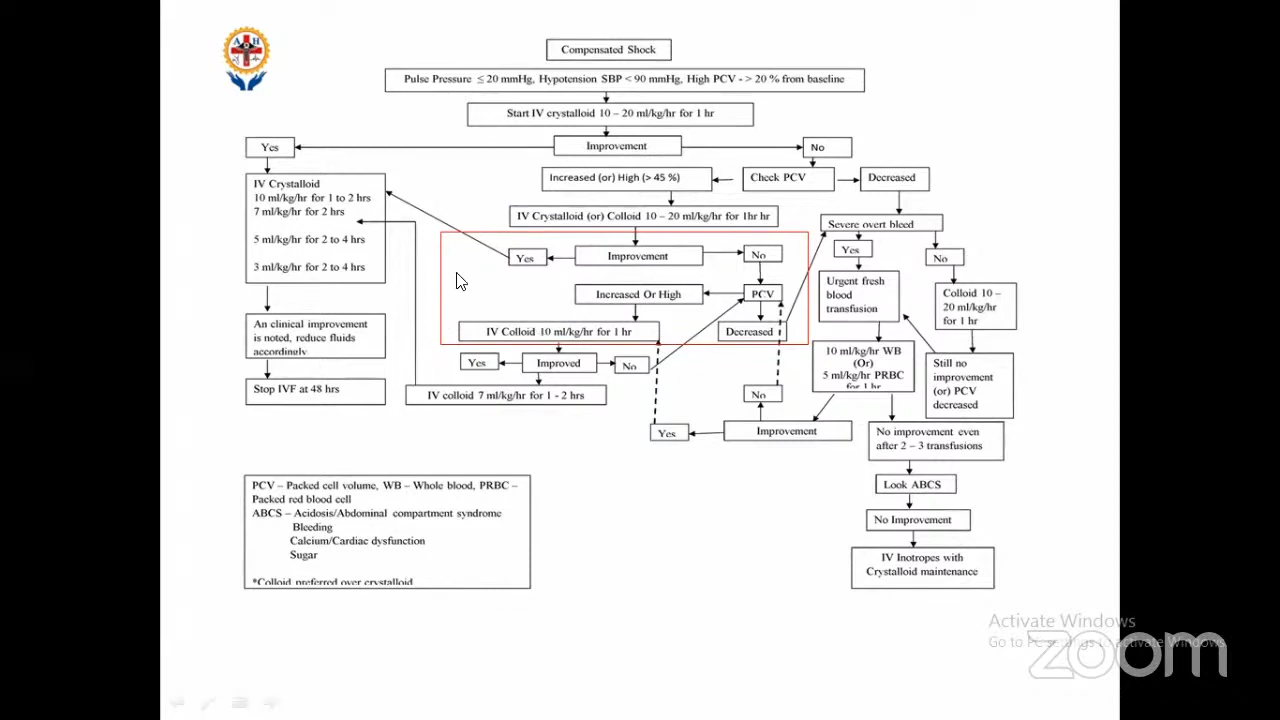 A H
Compensated Shock
Pulse Pressure ≤ 20 mmHg, Hypotension SBP < 90 mmHg, High PCV - > 20 % from baseline
Start IV crystalloid 10 – 20 ml/kg/hr for 1 hr
Improvement
Yes
No
Check PCV
Increased (or) High (> 45 %)
Decreased
IV Crystalloid
10 ml/kg/hr for 1 to 2 hrs
7 ml/kg/hr for 2 hrs
5 ml/kg/hr for 2 to 4 hrs
3 ml/kg/hr for 2 to 4 hrs
An clinical improvement
is noted, reduce fluids
accordingly
Stop IVF at 48 hrs
IV Crystalloid (or) Colloid 10 – 20 ml/kg/hr for 1hr hr
Improvement
Yes
No
PCV
Increased Or High
Decreased
IV Colloid 10 ml/kg/hr for 1 hr
Improved
Yes
No
IV colloid 7 ml/kg/hr for 1 - 2 hrs
Severe overt bleed
Yes
No
Urgent fresh
blood
transfusion
Colloid 10 –
20 ml/kg/hr
for 1 hr
10 ml/kg/hr WB
(Or)
5 ml/kg/hr PRBC
for 1 hr
Still no
improvement
(or) PCV
decreased
No
Improvement
Yes
No improvement even
after 2 – 3 transfusions
Look ABCS
No Improvement
IV Inotropes with
Crystalloid maintenance
PCV – Packed cell volume, WB – Whole blood, PRBC –
Packed red blood cell
ABCS – Acidosis/Abdominal compartment syndrome
Bleeding
Calcium/Cardiac dysfunction
Sugar
*Colloid preferred over crystalloid
Activate Windows
Go to PC settings to activate Windows
zoom